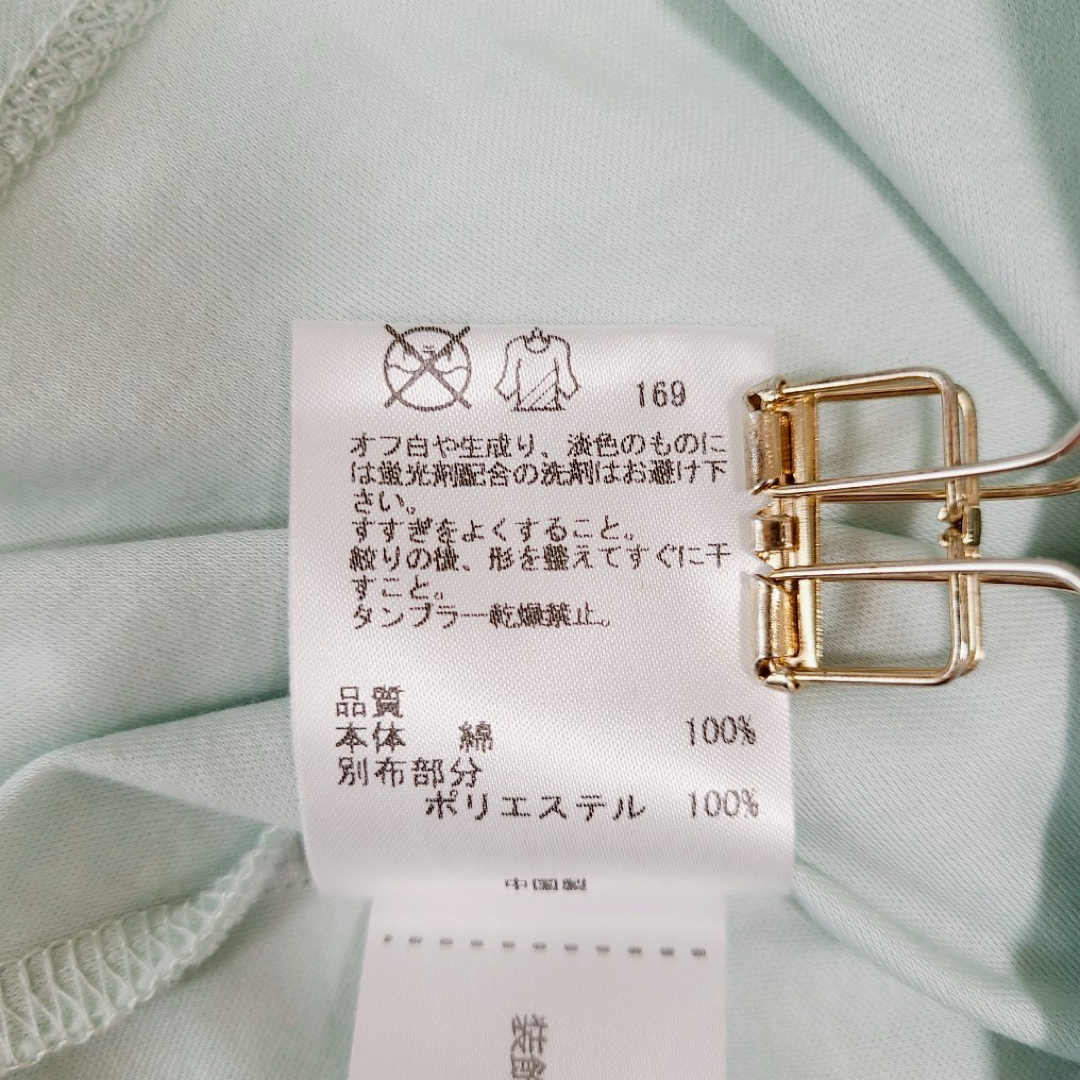 169
オフ白や生成り、淡色のものに
は蛍光剤配合の洗剤はお避け下
さい。
すすぎをよくすること。
絞りの後、形を整えてすぐに干
すこと。
タンブラー乾燥禁止。
品質
本体 綿 100%
別布部分
ポリエステル 100%
装飾